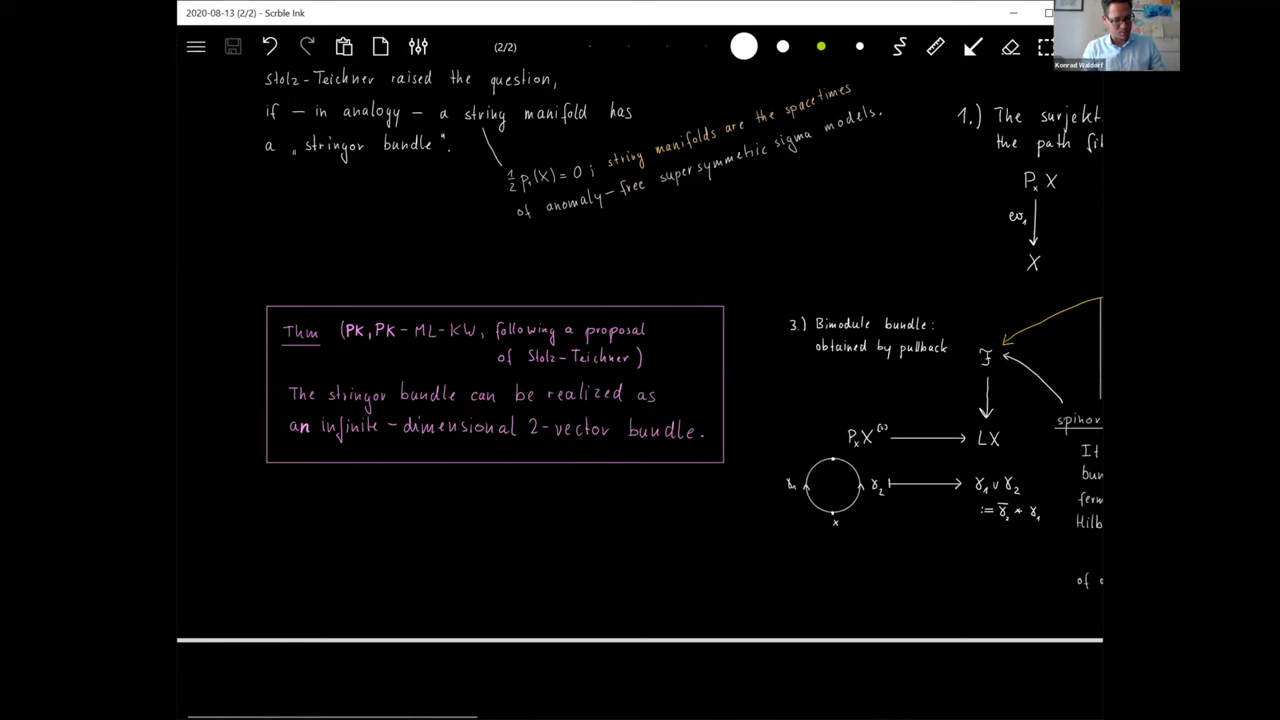 2020-08-13 (2/2) - Scrble Ink
(2/2)
Konrad Waldorf
Stolz-Teichner raised the question,
if — in analogy — a string manifold has
a „stringor bundle".
½ p₁(X) = 0 ; string manifolds are the spacetimes
of anomaly-free supersymmetric sigma models.
Thm (PK, PK-ML-KW, following a proposal
of Stolz-Teichner)
The stringor bundle can be realized as
an infinite-dimensional 2-vector bundle.
1.) The surjekt
the path fi
PₓX
ev₁
X
3.) Bimodule bundle:
obtained by pullback
F
PₓX⁽²⁾ LX
γ₁ γ₂ γ₁ ∪ γ₂
x := γ̅₂ * γ₁
spinor
It
bun
ferm
Hilb
of